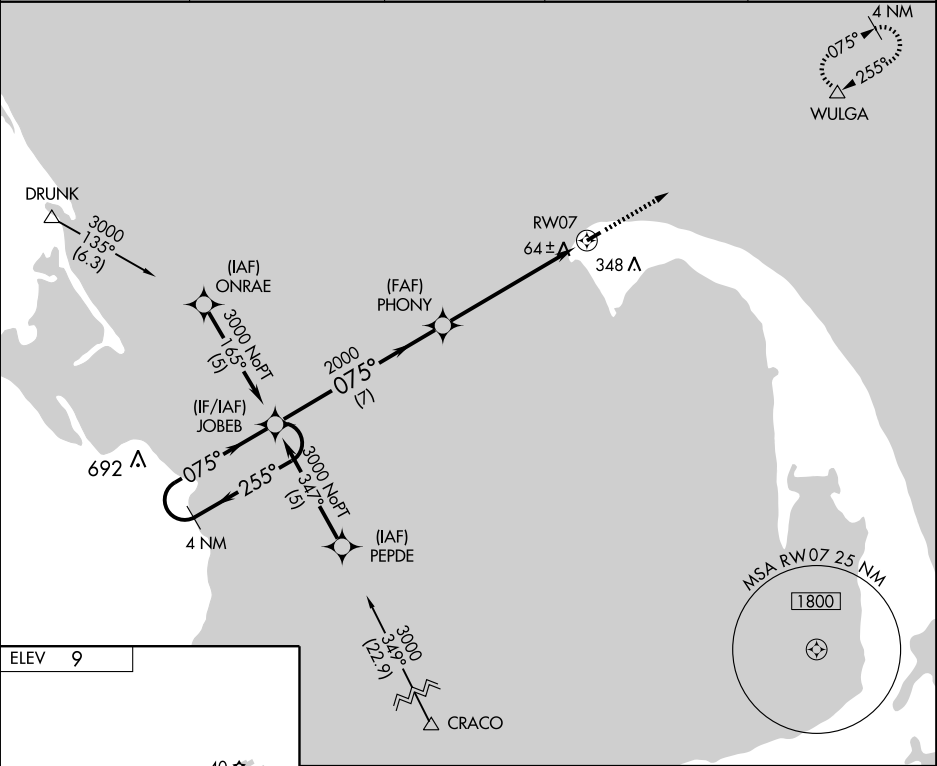 4 NM
075°
255°
WULGA
DRUNK
3000
135°
(6.3)
(IAF)
ONRAE
3000 NoPT
165°
(5)
RW07
64±
348
(FAF)
PHONY
2000
075°
(7)
(IF/IAF)
JOBEB
692
075°
255°
4 NM
3000 NoPT
347°
(5)
(IAF)
PEPDE
3000
349°
(22.9)
CRACO
MSA RW07 25 NM
1800
ELEV 9